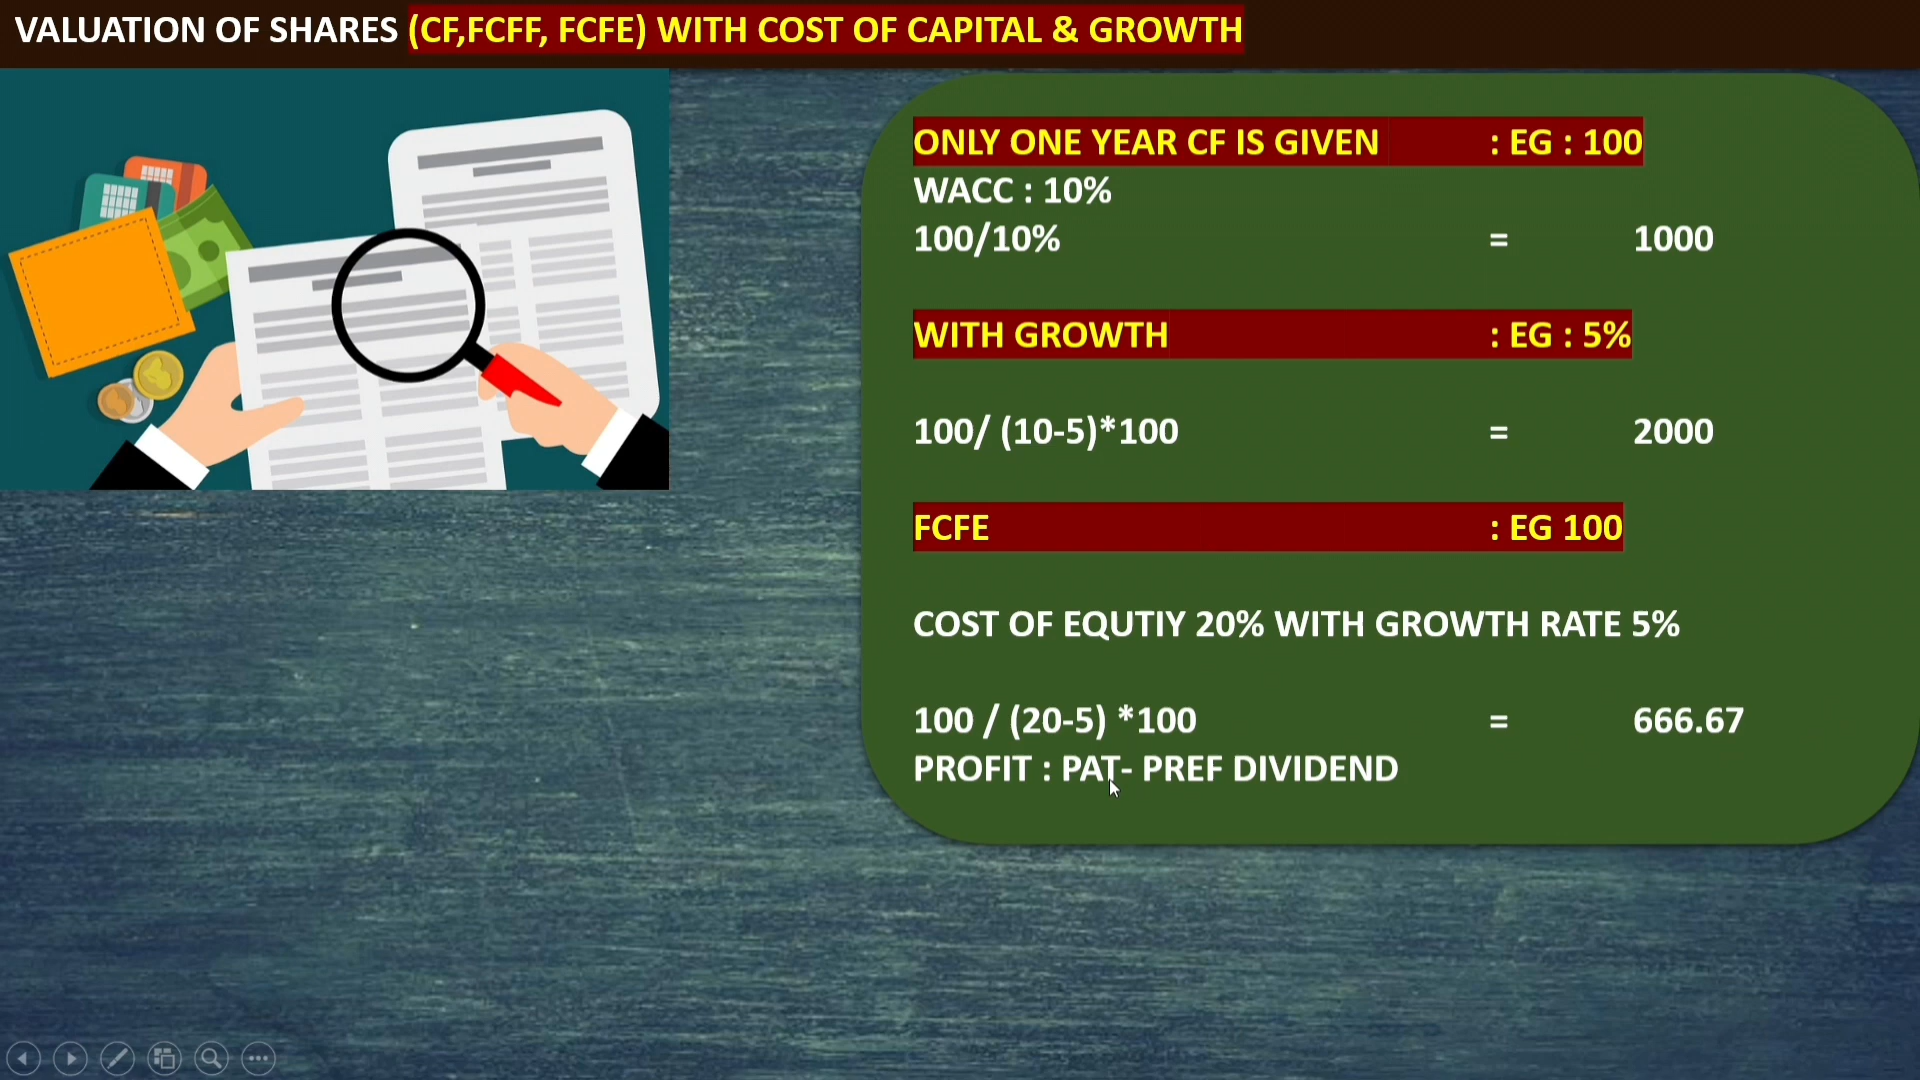 VALUATION OF SHARES (CF,FCFF, FCFE) WITH COST OF CAPITAL & GROWTH
ONLY ONE YEAR CF IS GIVEN : EG : 100
WACC : 10%
100/10% = 1000
WITH GROWTH : EG : 5%
100/ (10-5)*100 = 2000
FCFE : EG 100
COST OF EQUTIY 20% WITH GROWTH RATE 5%
100 / (20-5) *100 = 666.67
PROFIT : PAT- PREF DIVIDEND